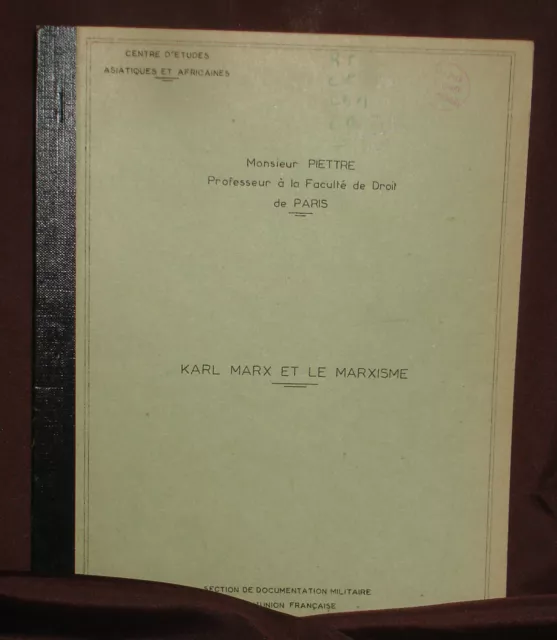 CENTRE D'ETUDES
ASIATIQUES ET AFRICAINES
Monsieur PIETTRE
Professeur à la Faculté de Droit
de PARIS
KARL MARX ET LE MARXISME
SECTION DE DOCUMENTATION MILITAIRE
UNION FRANÇAISE